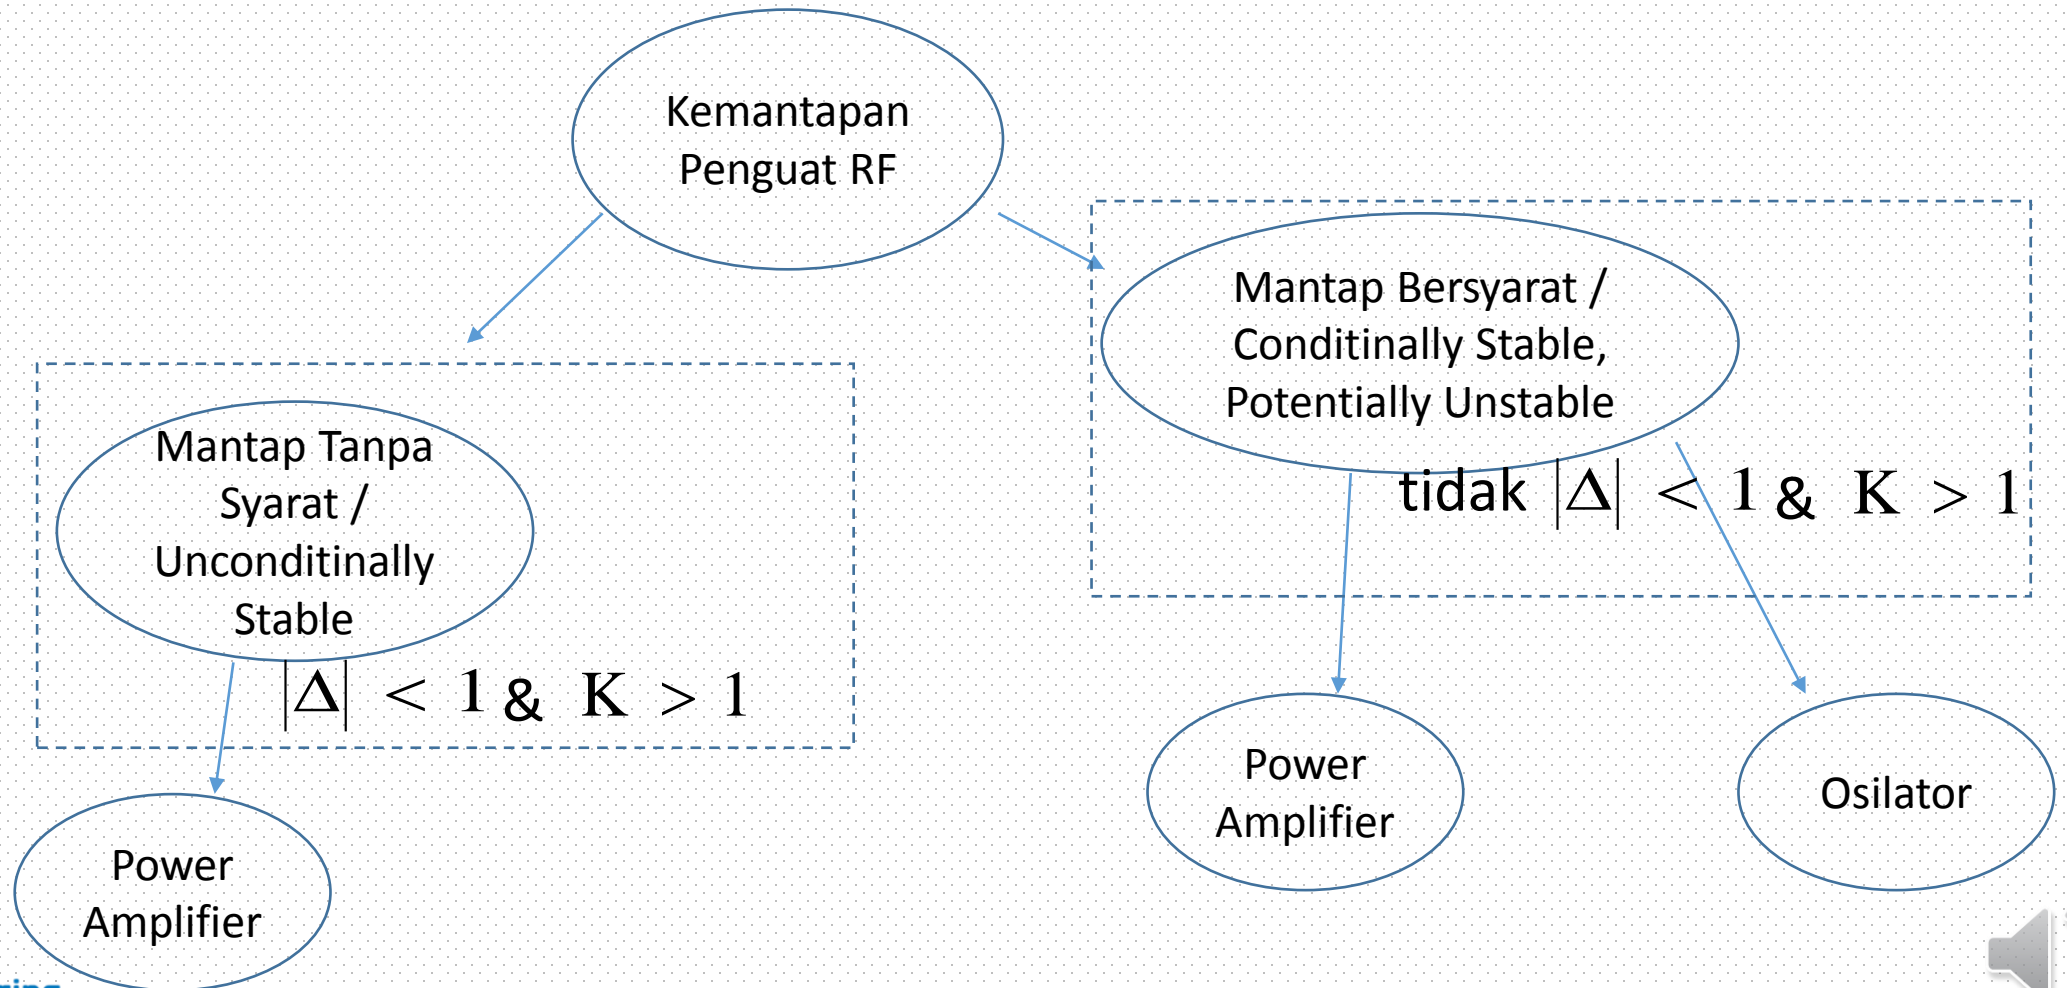 Kemantapan
Penguat RF
Mantap Bersyarat /
Conditinally Stable,
Potentially Unstable
tidak |Δ| < 1 & K > 1
Mantap Tanpa
Syarat /
Unconditinally
Stable
|Δ| < 1 & K > 1
Power
Amplifier
Osilator
Power
Amplifier